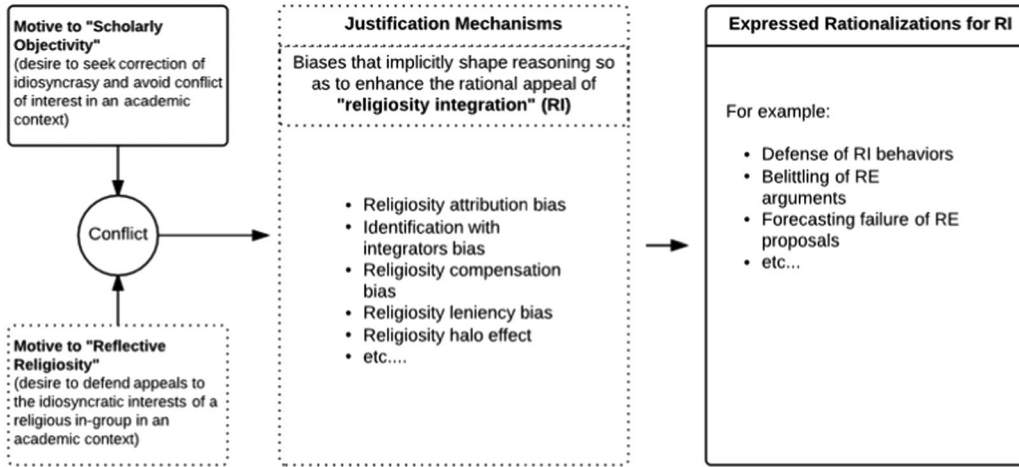 Motive to "Scholarly
Objectivity"
(desire to seek correction of
idiosyncrasy and avoid conflict
of interest in an academic
context)
Conflict
Motive to "Reflective
Religiosity"
(desire to defend appeals to
the idiosyncratic interests of a
religious in-group in an
academic context)
Justification Mechanisms
Biases that implicitly shape reasoning so
as to enhance the rational appeal of
"religiosity integration" (RI)
• Religiosity attribution bias
• Identification with
integrators bias
• Religiosity compensation
bias
• Religiosity leniency bias
• Religiosity halo effect
• etc....
Expressed Rationalizations for RI
For example:
• Defense of RI behaviors
• Belittling of RE
arguments
• Forecasting failure of RE
proposals
• etc...